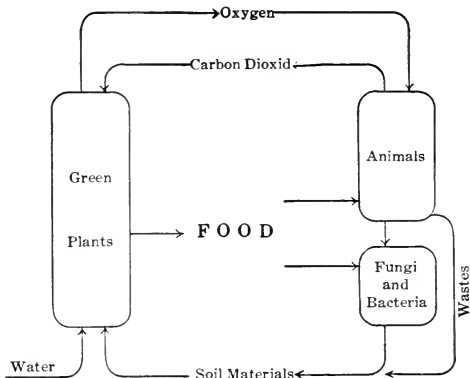 Oxygen
Carbon Dioxid
Green
Plants
Animals
FOOD
Fungi
and
Bacteria
Wastes
Water
Soil Materials